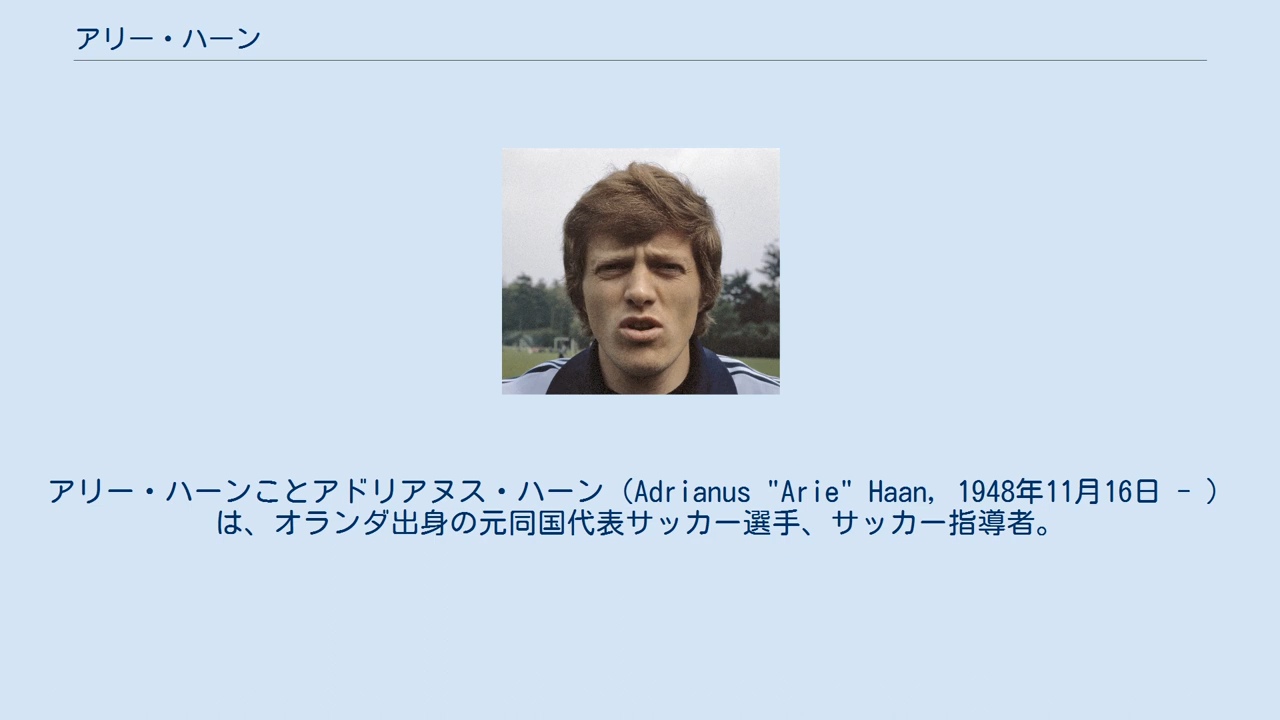 アリー・ハーン
アリー・ハーンことアドリアヌス・ハーン（Adrianus "Arie" Haan, 1948年11月16日 - ）
は、オランダ出身の元同国代表サッカー選手、サッカー指導者。